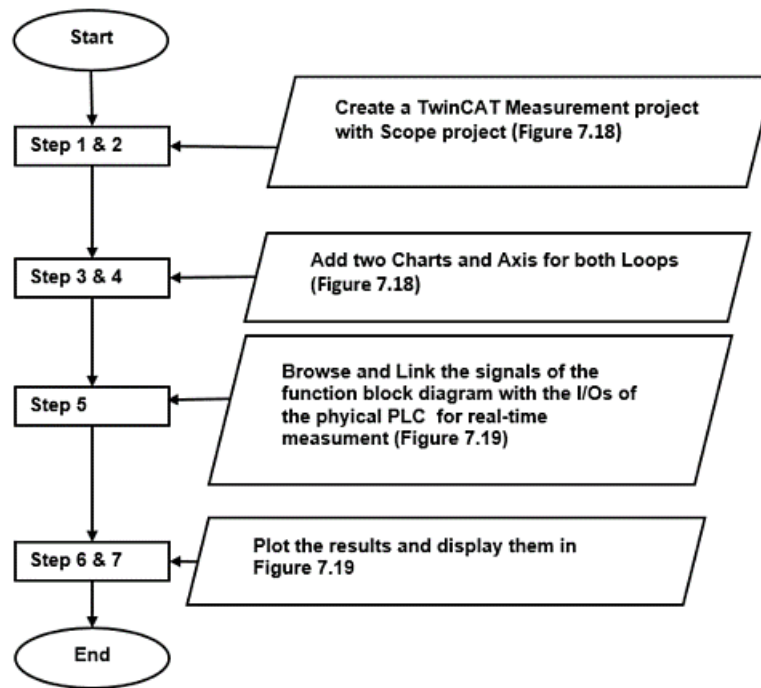 Start
Step 1 & 2
Create a TwinCAT Measurement project
with Scope project (Figure 7.18)
Step 3 & 4
Add two Charts and Axis for both Loops
(Figure 7.18)
Step 5
Browse and Link the signals of the
function block diagram with the I/Os of
the phyical PLC for real-time
measument (Figure 7.19)
Step 6 & 7
Plot the results and display them in
Figure 7.19
End